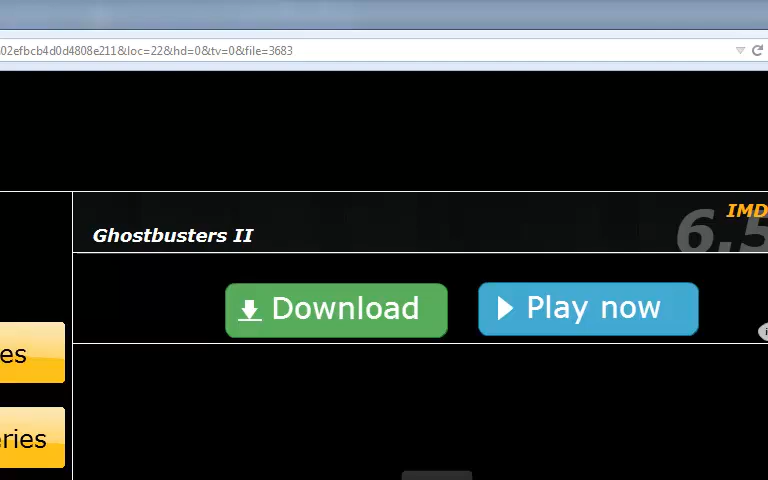 02efbcb4d0d4808e211&loc=22&hd=0&tv=0&file=3683
IMD
6.5
Ghostbusters II
Download
Play now
es
eries